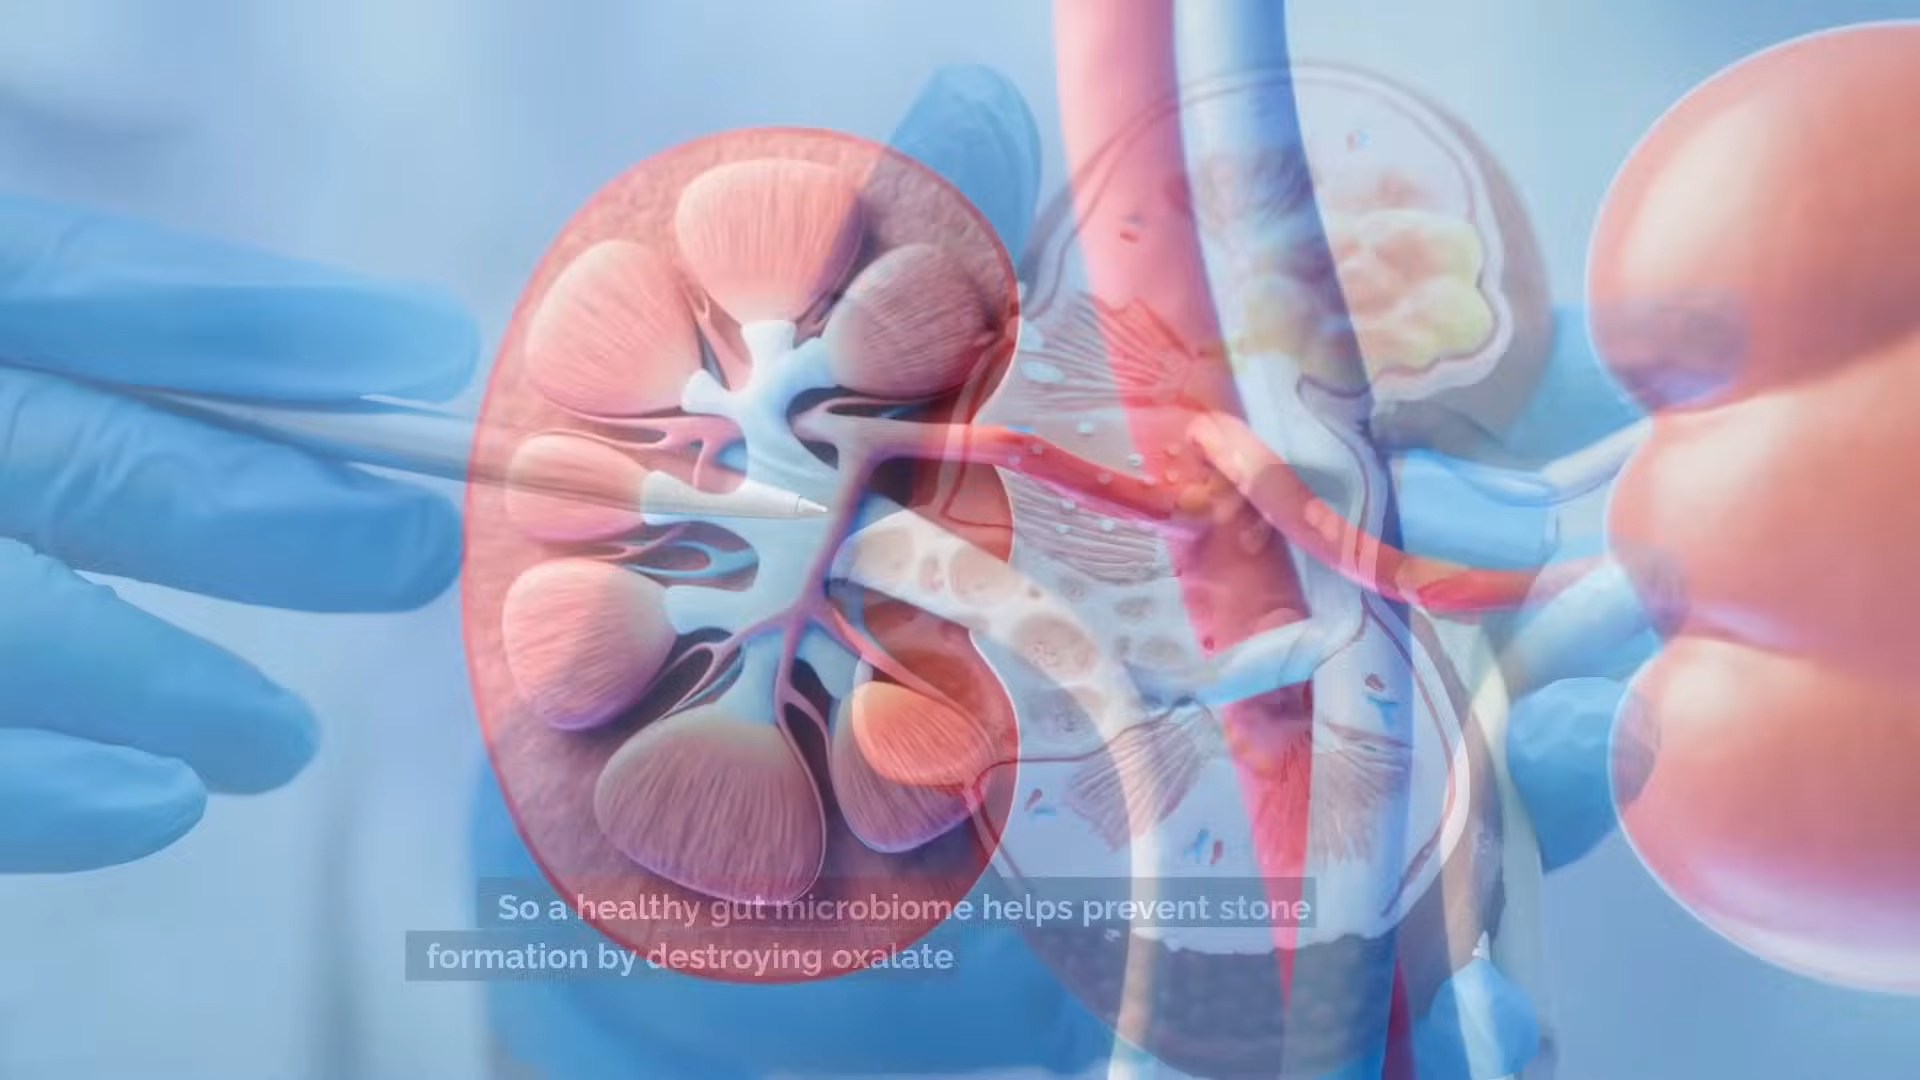 So a healthy gut microbiome helps prevent stone
formation by destroying oxalate